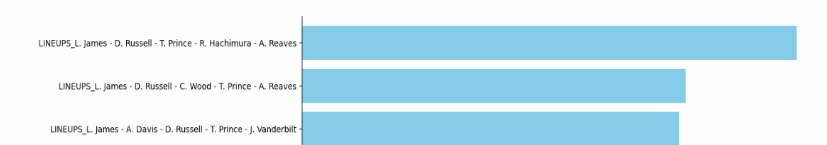 LINEUPS_L. James - D. Russell - T. Prince - R. Hachimura - A. Reaves
LINEUPS_L. James - D. Russell - C. Wood - T. Prince - A. Reaves
LINEUPS_L. James - A. Davis - D. Russell - T. Prince - J. Vanderbilt